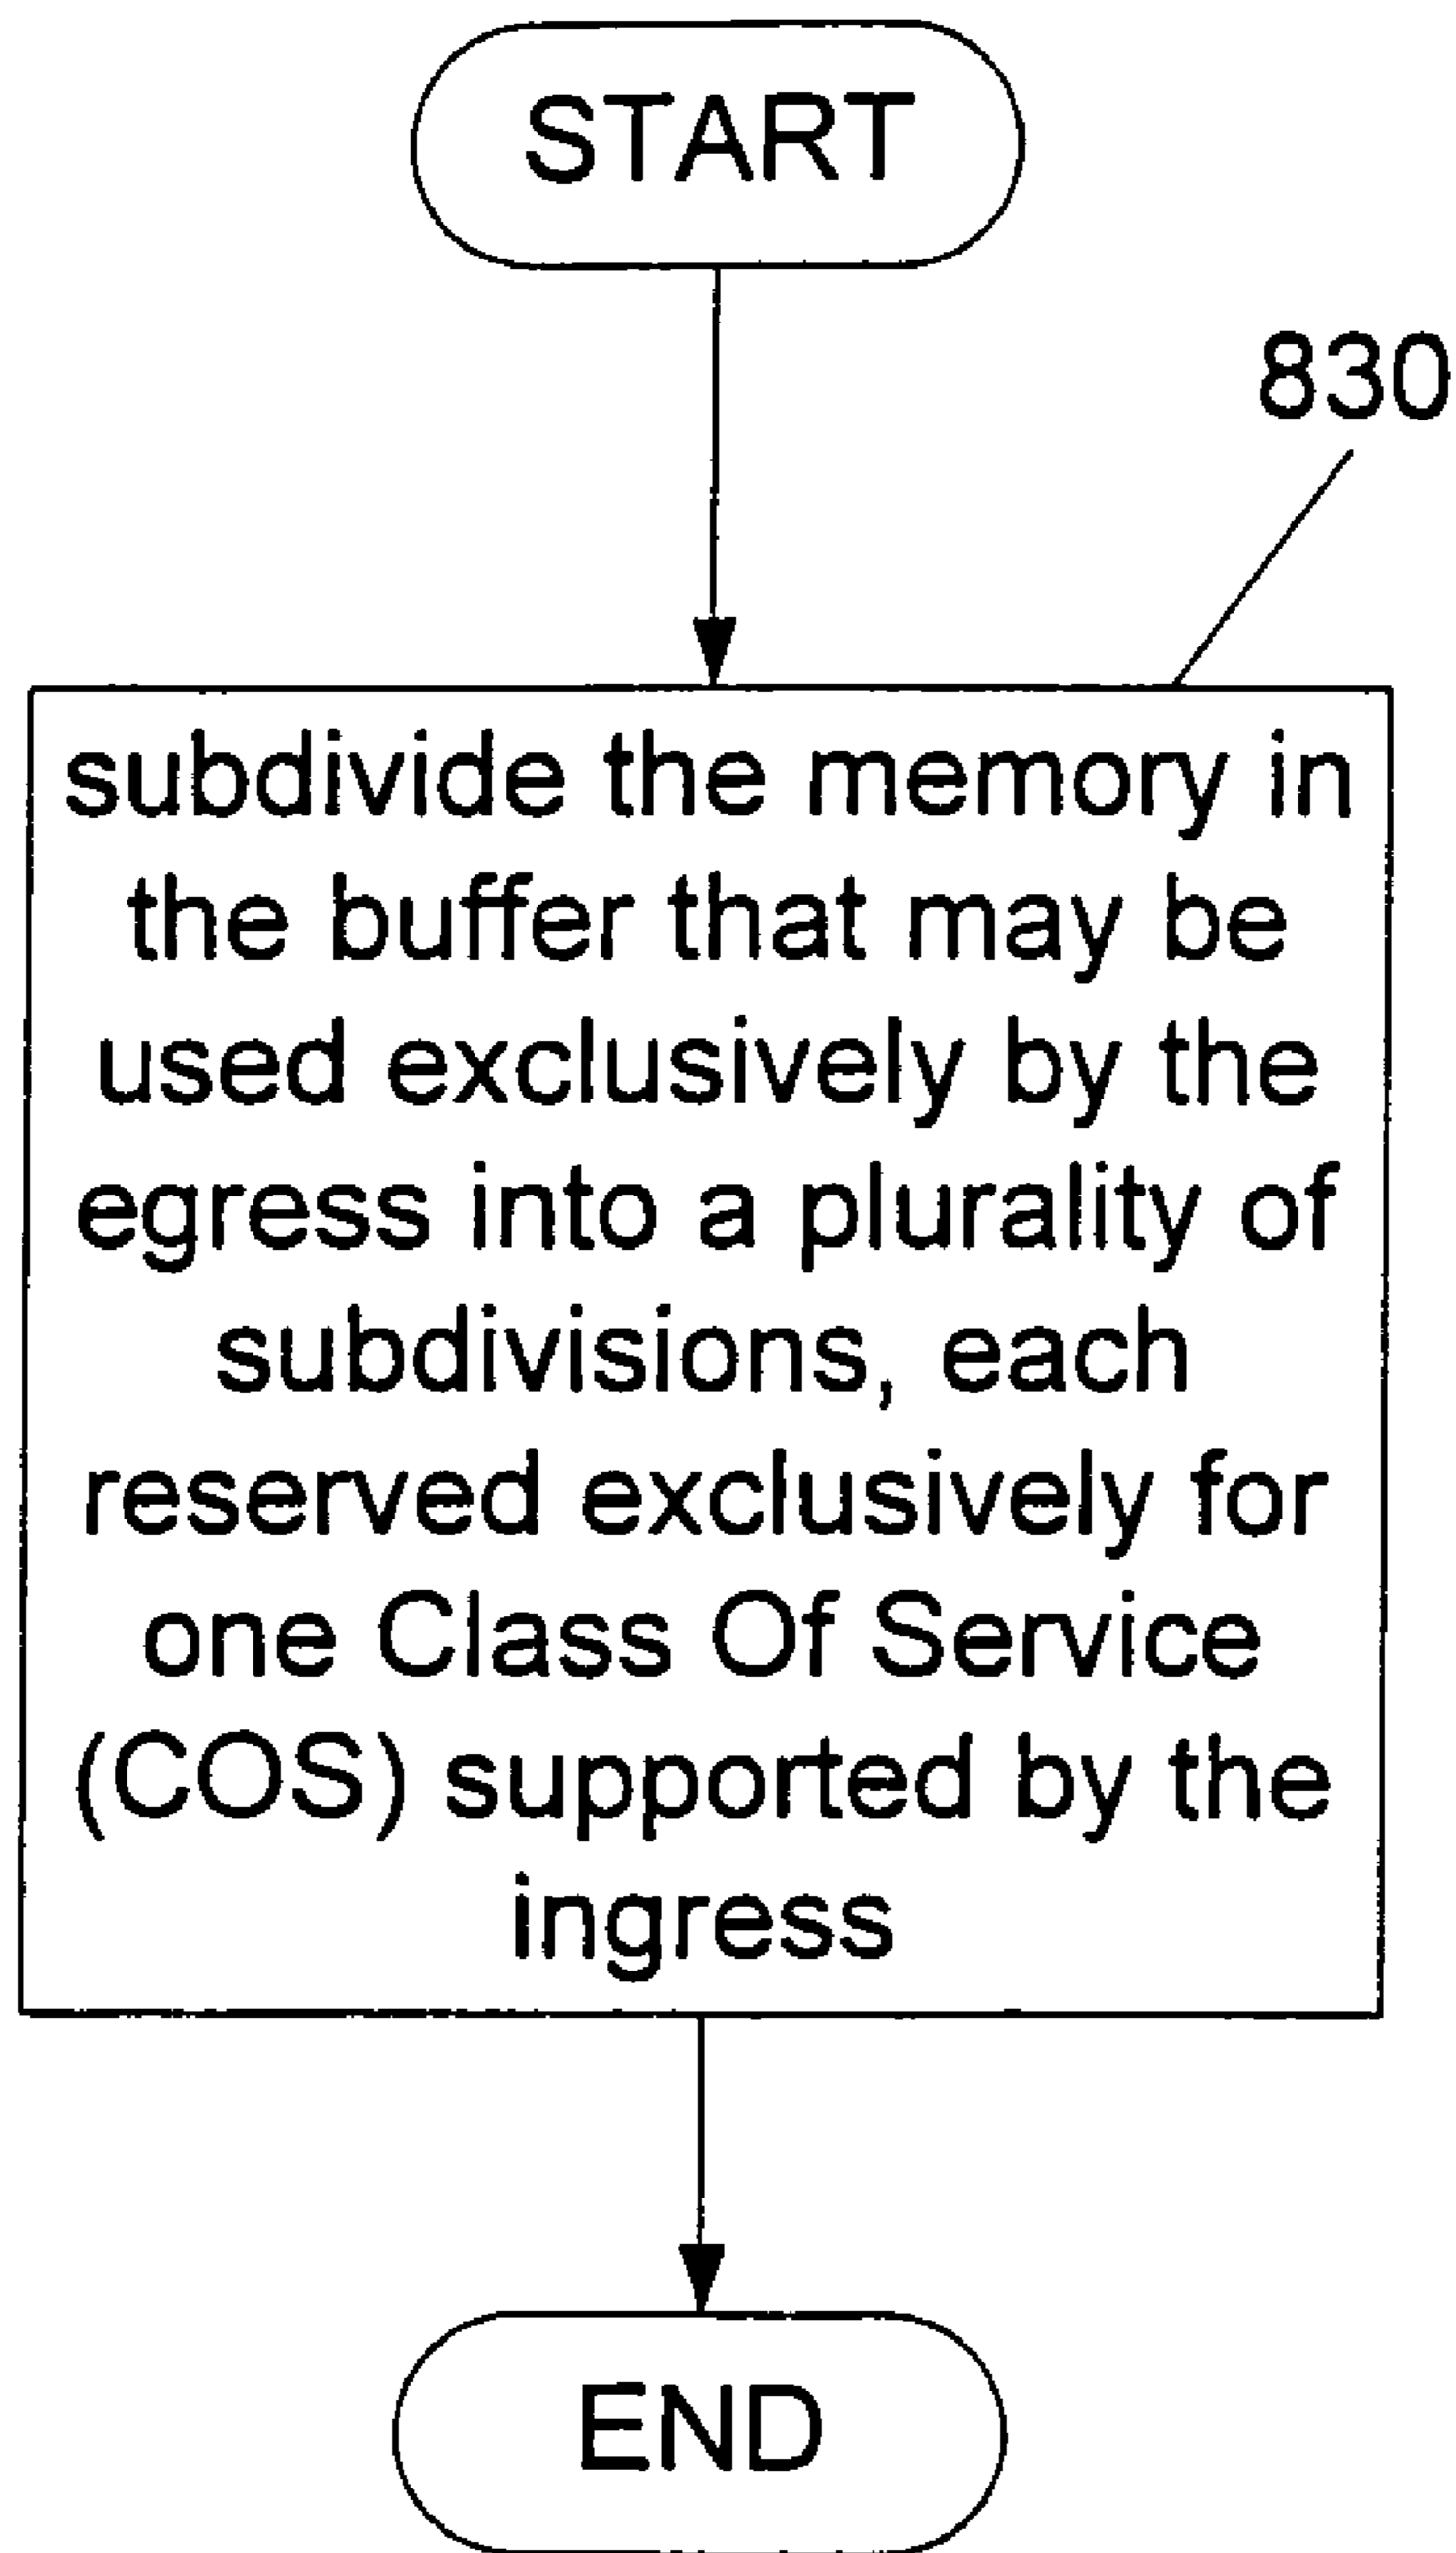 START
830
subdivide the memory in
the buffer that may be
used exclusively by the
egress into a plurality of
subdivisions, each
reserved exclusively for
one Class Of Service
(COS) supported by the
ingress
END